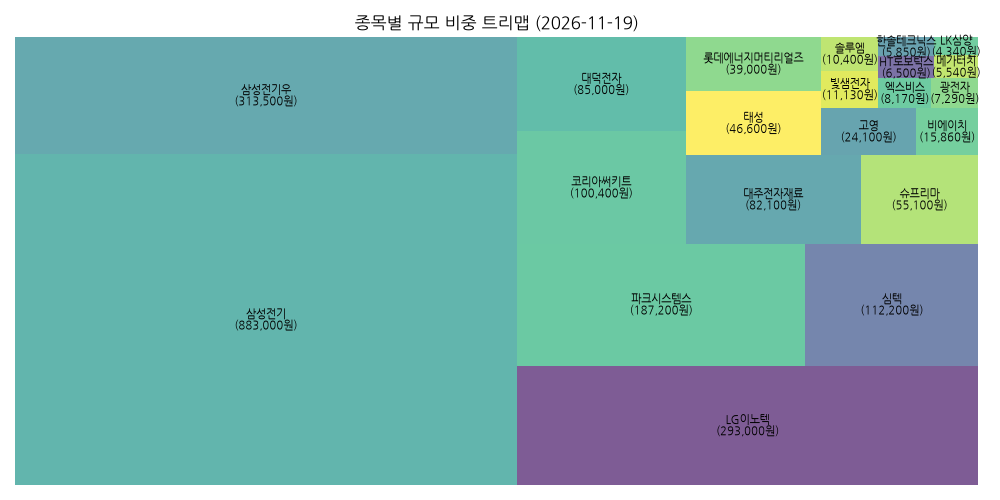 종목별 규모 비중 트리맵 (2026-11-19)
삼성전기우
(313,500원)
삼성전기
(883,000원)
대덕전자
(85,000원)
코리아써키트
(100,400원)
롯데에너지머티리얼즈
(39,000원)
태성
(46,600원)
솔루엠
(10,400원)
빛샘전자
(11,130원)
한솔테크닉스
(5,850원)
LK삼양
(4,340원)
HT로보틱스
(6,500원)
메가터치
(5,540원)
엑스비스
(8,170원)
광전자
(7,290원)
고영
(24,100원)
비에이치
(15,860원)
대주전자재료
(82,100원)
슈프리마
(55,100원)
파크시스템스
(187,200원)
심텍
(112,200원)
LG이노텍
(293,000원)